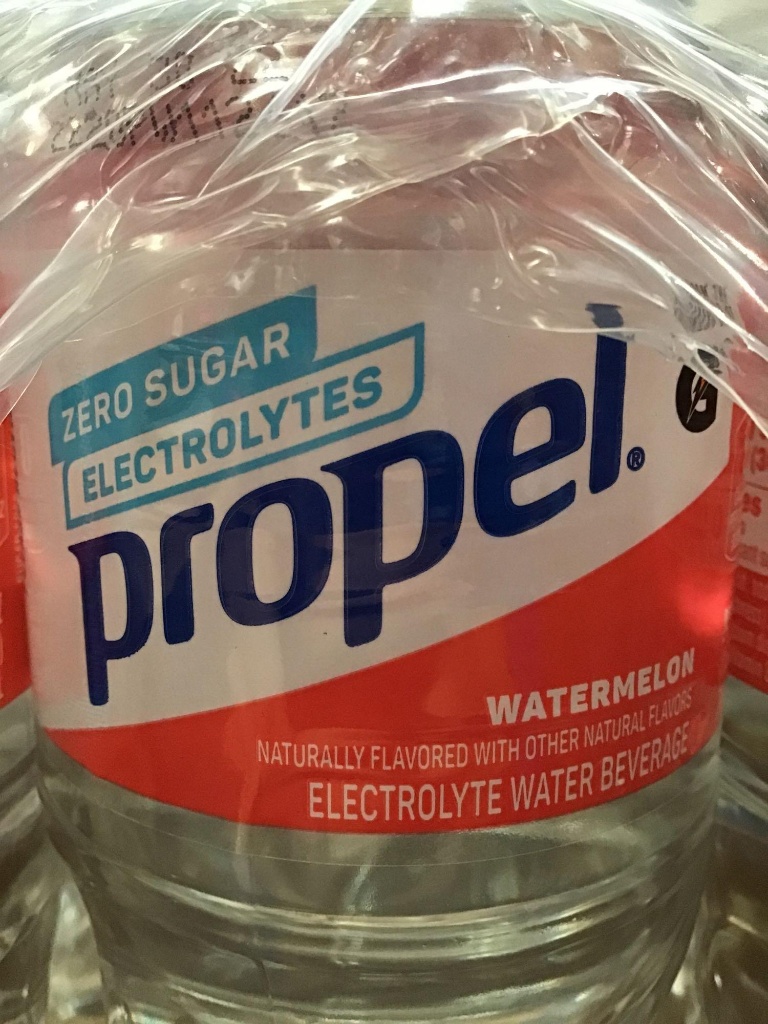 ZERO SUGAR
ELECTROLYTES
propel®
WATERMELON
NATURALLY FLAVORED WITH OTHER NATURAL FLAVORS
ELECTROLYTE WATER BEVERAGE